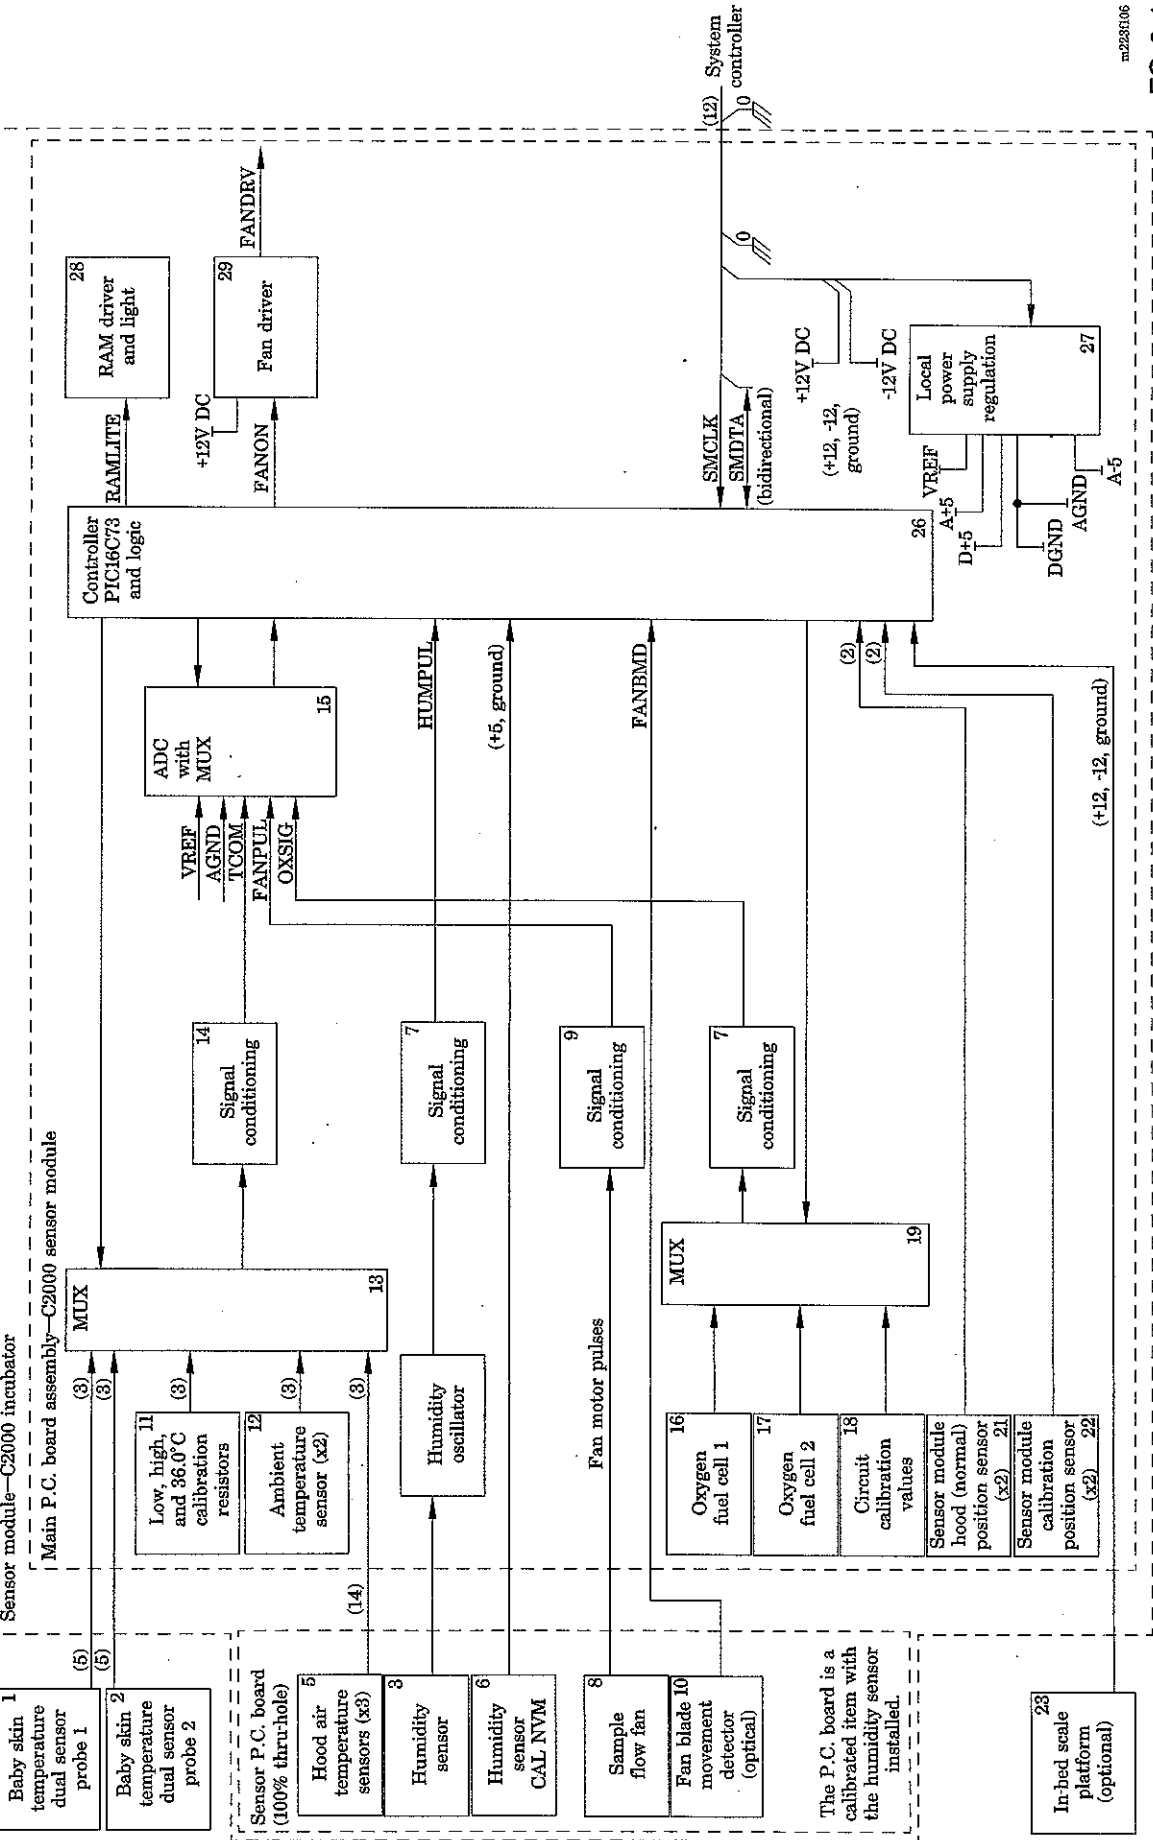 Sensor module—C2000 incubator
Main P.C. board assembly—C2000 sensor module
1
Baby skin
temperature
dual sensor
probe 1
2
Baby skin
temperature
dual sensor
probe 2
(5)
(5)
Sensor P.C. board
(100% thru-hole)
5
Hood air
temperature
sensors (x3)
(14)
3
Humidity
sensor
6
Humidity
sensor
CAL NVM
8
Sample
flow fan
Fan blade 10
movement
detector
(optical)
The P.C. board is a
calibrated item with
the humidity sensor
installed.
23
In-bed scale
platform
(optional)
(3)
(3)
(3)
(3)
(3)
11
Low, high,
and 36.0°C
calibration
resistors
12
Ambient
temperature
sensor (x2)
Humidity
oscillator
Fan motor pulses
16
Oxygen
fuel cell 1
17
Oxygen
fuel cell 2
18
Circuit
calibration
values
Sensor module
hood (normal)
position sensor
(x2) 21
Sensor module
calibration
position sensor
(x2) 22
MUX
13
MUX
19
14
Signal
conditioning
7
Signal
conditioning
9
Signal
conditioning
7
Signal
conditioning
VREF
AGND
TCOM
FANPUL
OXSIG
ADC
with
MUX
15
HUMPUL
(+5, ground)
FANBMD
(2)
(2)
(+12, -12, ground)
Controller
PIC16C73
and logic
26
RAMLITE
28
RAM driver
and light
+12V DC
FANON
29
Fan driver
FANDRV
SMCLK
SMDTA
(bidirectional)
+12V DC
(+12, -12,
ground)
-12V DC
Local
power
supply
regulation
27
VREF
A+5
D+5
DGND
AGND
A-5
0
(12)
0
System
controller
m223f106